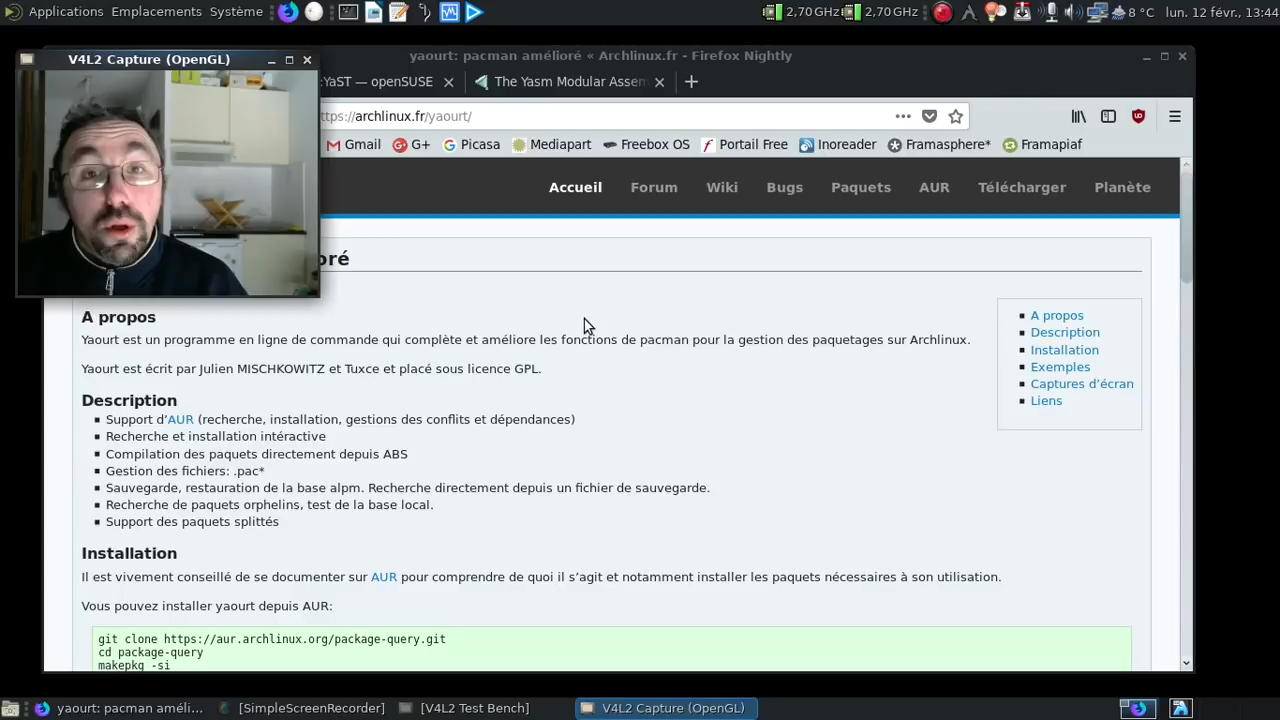 Applications Emplacements Système 2,70 GHz 2,70 GHz 8 °C lun. 12 févr., 13:44
V4L2 Capture (OpenGL)
yaourt: pacman amélioré « Archlinux.fr - Firefox Nightly
:YaST — openSUSE The Yasm Modular Assem
ttps://archlinux.fr/yaourt/
Gmail G+ Picasa Mediapart Freebox OS Portail Free Inoreader Framasphere* Framapiaf
Accueil Forum Wiki Bugs Paquets AUR Télécharger Planète
oré
A propos
Yaourt est un programme en ligne de commande qui complète et améliore les fonctions de pacman pour la gestion des paquetages sur Archlinux.
Yaourt est écrit par Julien MISCHKOWITZ et Tuxce et placé sous licence GPL.
A propos
Description
Installation
Exemples
Captures d’écran
Liens
Description
Support d’AUR (recherche, installation, gestions des conflits et dépendances)
Recherche et installation intéractive
Compilation des paquets directement depuis ABS
Gestion des fichiers: .pac*
Sauvegarde, restauration de la base alpm. Recherche directement depuis un fichier de sauvegarde.
Recherche de paquets orphelins, test de la base local.
Support des paquets splittés
Installation
Il est vivement conseillé de se documenter sur AUR pour comprendre de quoi il s’agit et notamment installer les paquets nécessaires à son utilisation.
Vous pouvez installer yaourt depuis AUR:
git clone https://aur.archlinux.org/package-query.git
cd package-query
makepkg -si
yaourt: pacman améli... [SimpleScreenRecorder] [V4L2 Test Bench] V4L2 Capture (OpenGL)